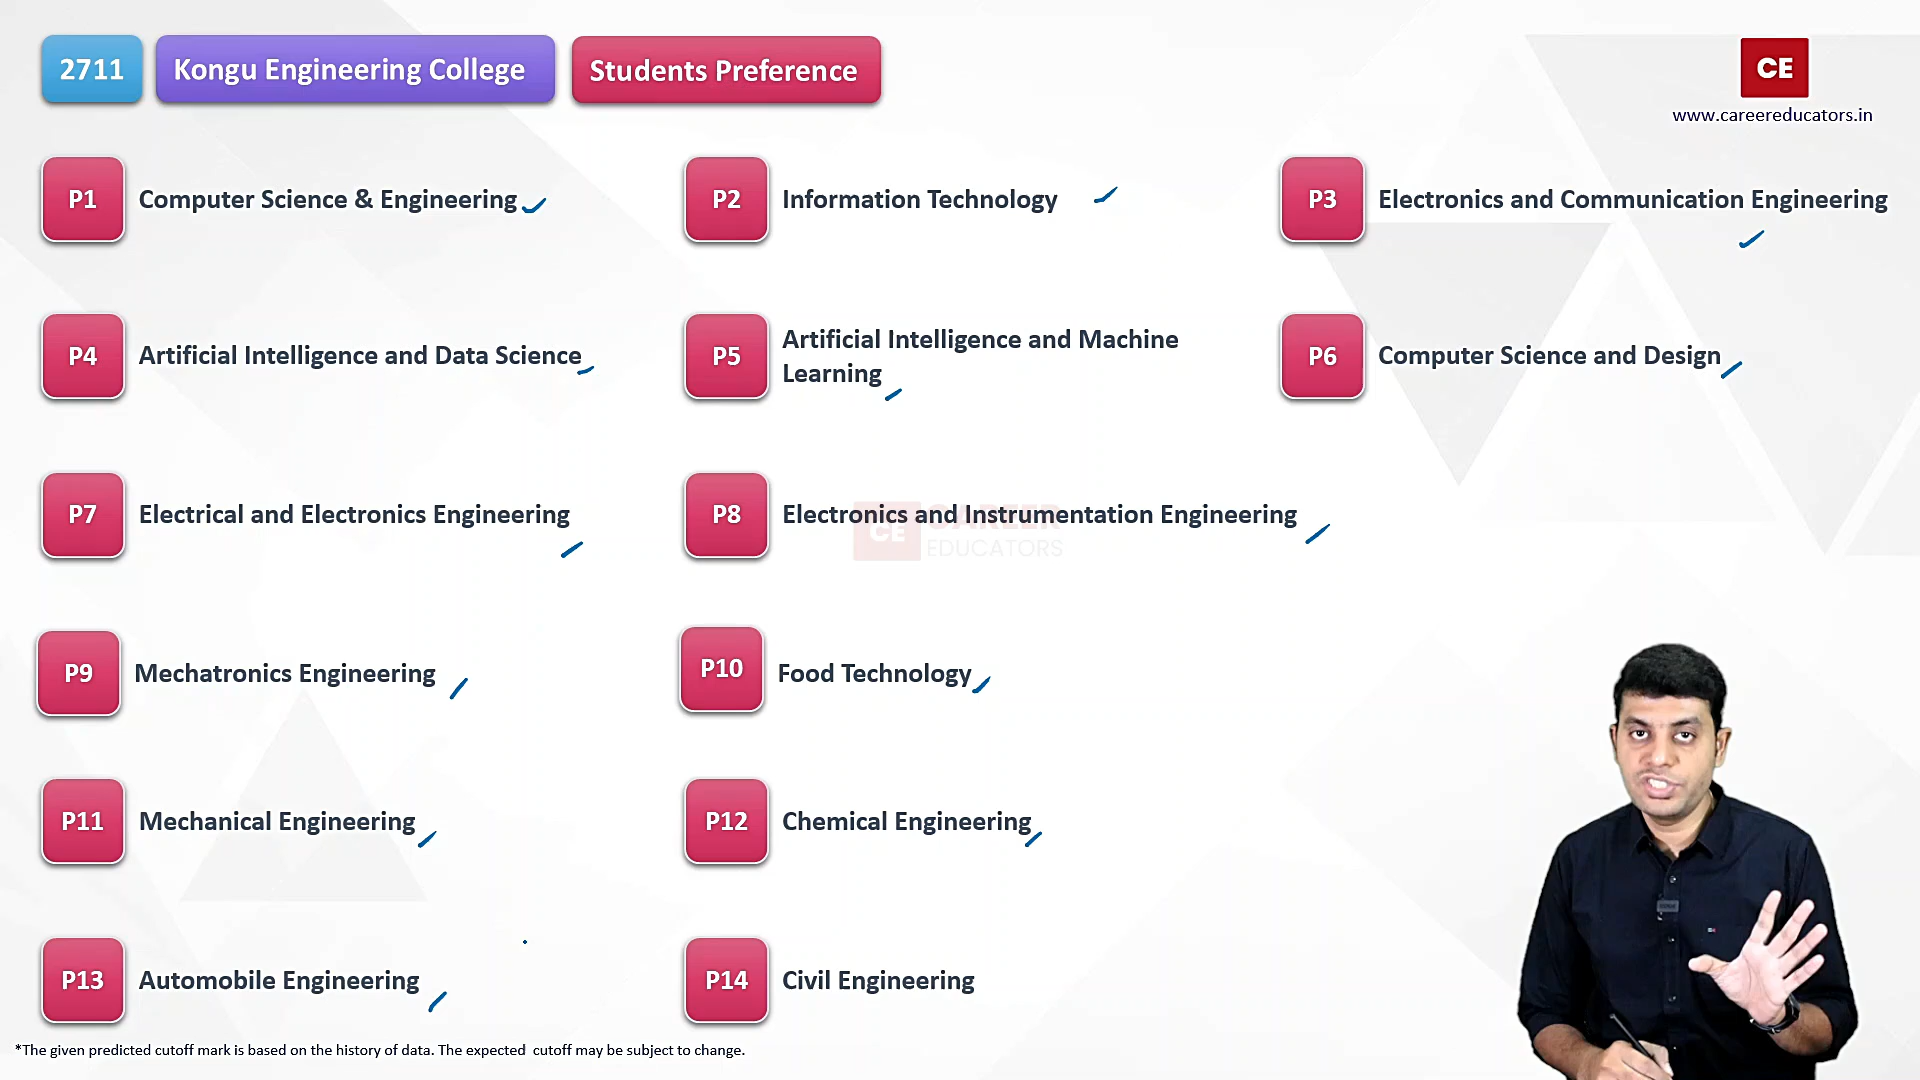 2711
Kongu Engineering College
Students Preference
CE
www.careereducators.in
P1
Computer Science & Engineering
P2
Information Technology
P3
Electronics and Communication Engineering
P4
Artificial Intelligence and Data Science
P5
Artificial Intelligence and Machine
Learning
P6
Computer Science and Design
P7
Electrical and Electronics Engineering
P8
Electronics and Instrumentation Engineering
CE CAREER
EDUCATORS
P9
Mechatronics Engineering
P10
Food Technology
P11
Mechanical Engineering
P12
Chemical Engineering
P13
Automobile Engineering
P14
Civil Engineering
*The given predicted cutoff mark is based on the history of data. The expected cutoff may be subject to change.